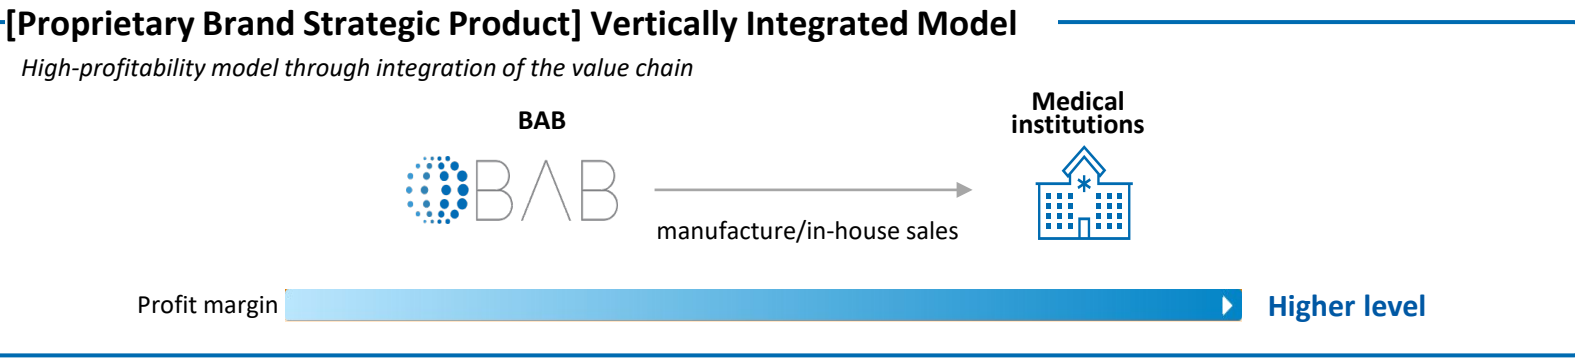 [Proprietary Brand Strategic Product] Vertically Integrated Model
High-profitability model through integration of the value chain
BAB
Medical
institutions
BAB
manufacture/in-house sales
Profit margin
Higher level